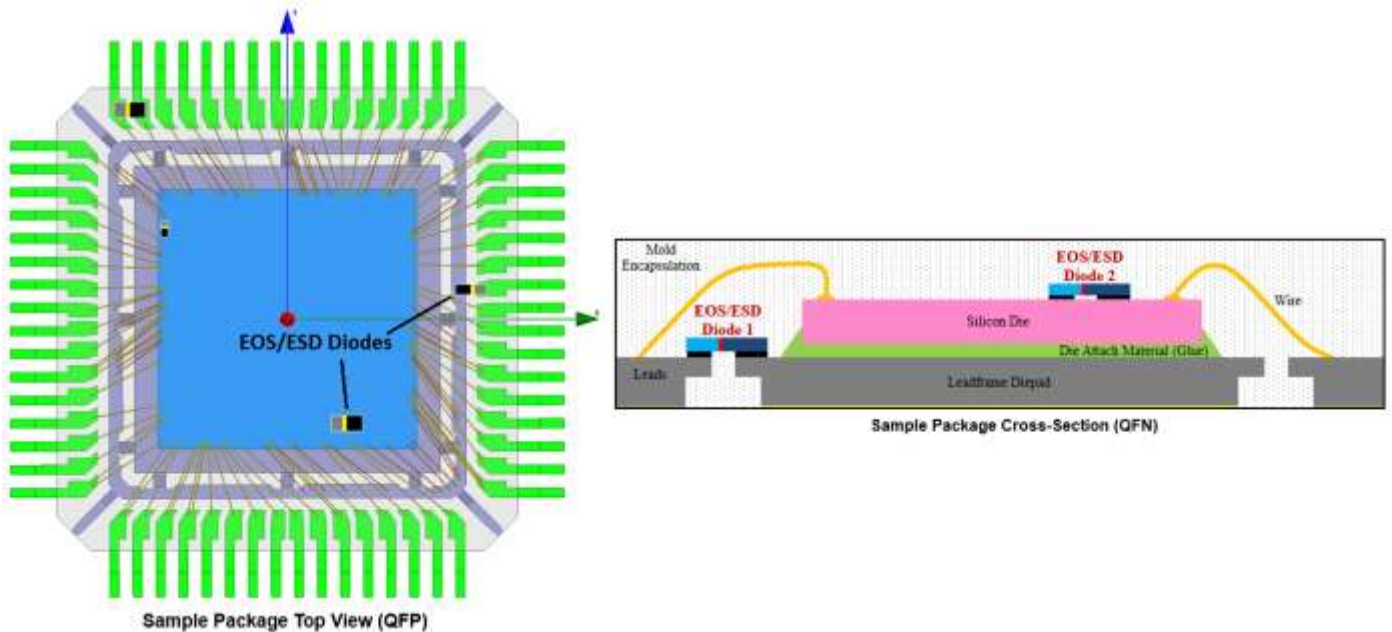 EOS/ESD Diodes
Sample Package Top View (QFP)
Mold
Encapsulation
EOS/ESD
Diode 1
EOS/ESD
Diode 2
Wire
Silicon Die
Die Attach Material (Glue)
Leads
Leadframe Diepad
Sample Package Cross-Section (QFN)